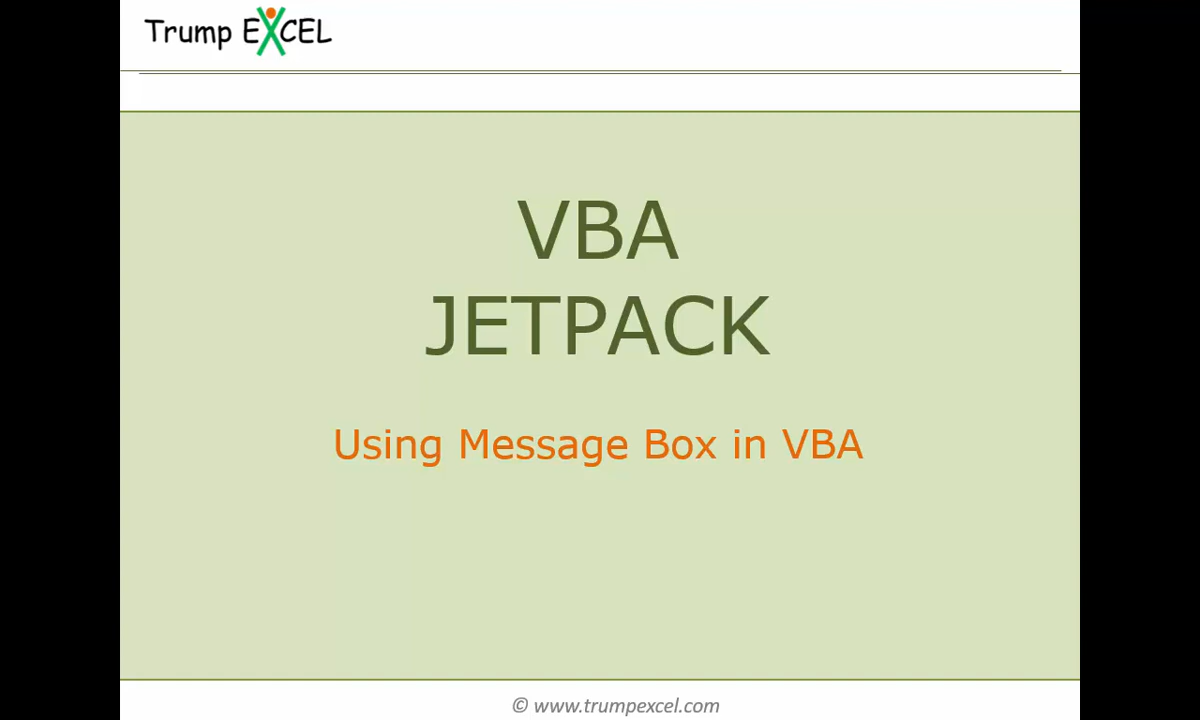 Trump EXCEL
VBA
JETPACK
Using Message Box in VBA
© www.trumpexcel.com